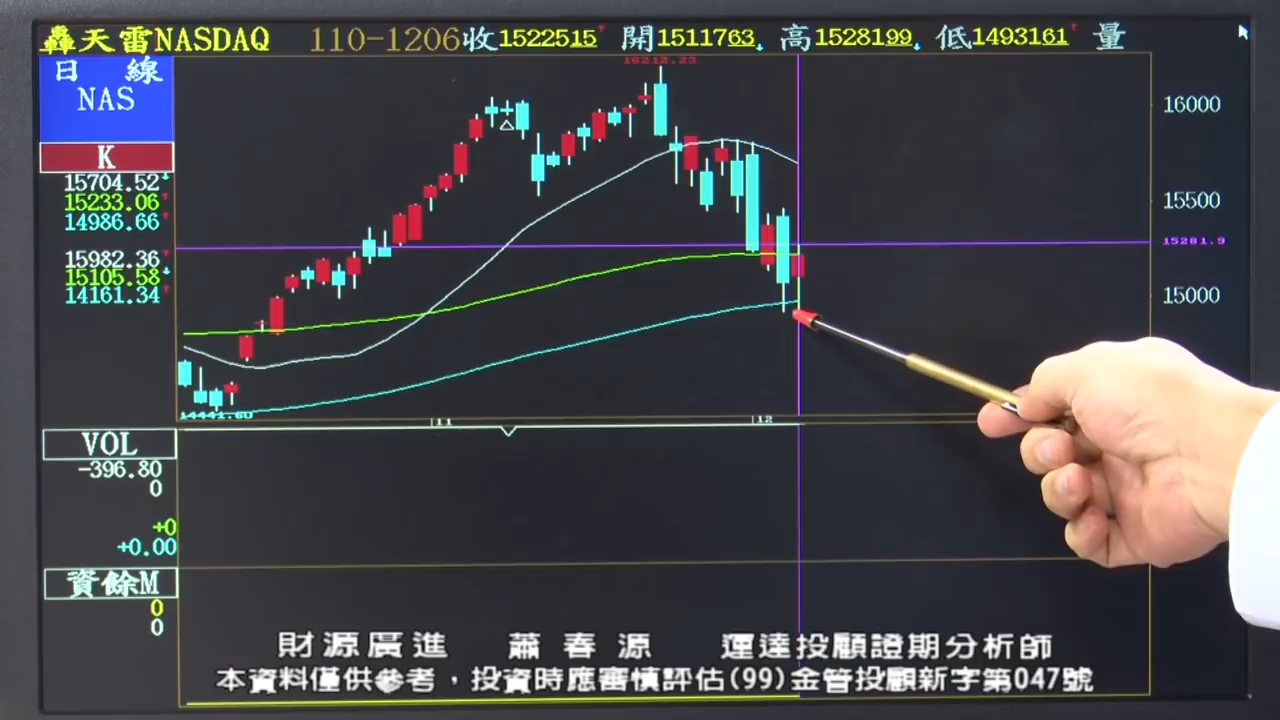 轟天雷NASDAQ 110-1206 收1522515 開1511763 高1528199 低1493161 量
日 線
NAS
K
15704.52
15233.06
14986.66
15982.36
15105.58
14161.34
16212.23
16000
15500
15281.9
15000
14441.60
11
12
VOL
-396.80
0
+0
+0.00
資餘M
0
0
財源廣進 蕭春源 運達投顧證期分析師
本資料僅供參考，投資時應審慎評估(99)金管投顧新字第047號